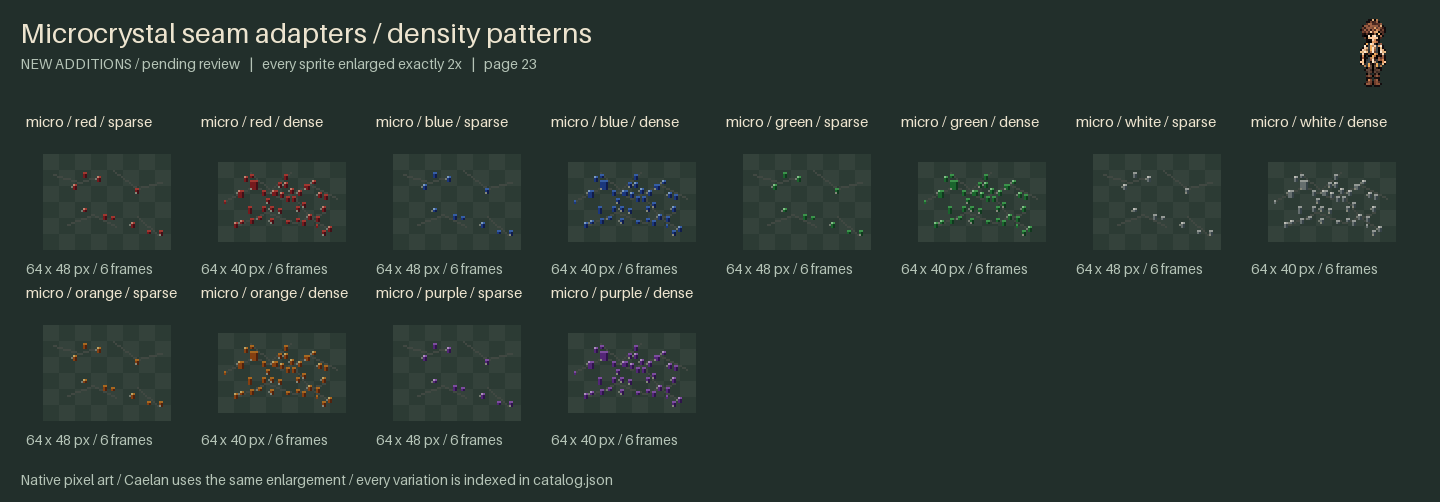 Microcrystal seam adapters / density patterns
NEW ADDITIONS / pending review | every sprite enlarged exactly 2x | page 23
micro / red / sparse micro / red / dense micro / blue / sparse micro / blue / dense micro / green / sparse micro / green / dense micro / white / sparse micro / white / dense
64 x 48 px / 6 frames 64 x 40 px / 6 frames 64 x 48 px / 6 frames 64 x 40 px / 6 frames 64 x 48 px / 6 frames 64 x 40 px / 6 frames 64 x 48 px / 6 frames 64 x 40 px / 6 frames
micro / orange / sparse micro / orange / dense micro / purple / sparse micro / purple / dense
64 x 48 px / 6 frames 64 x 40 px / 6 frames 64 x 48 px / 6 frames 64 x 40 px / 6 frames
Native pixel art / Caelan uses the same enlargement / every variation is indexed in catalog.json